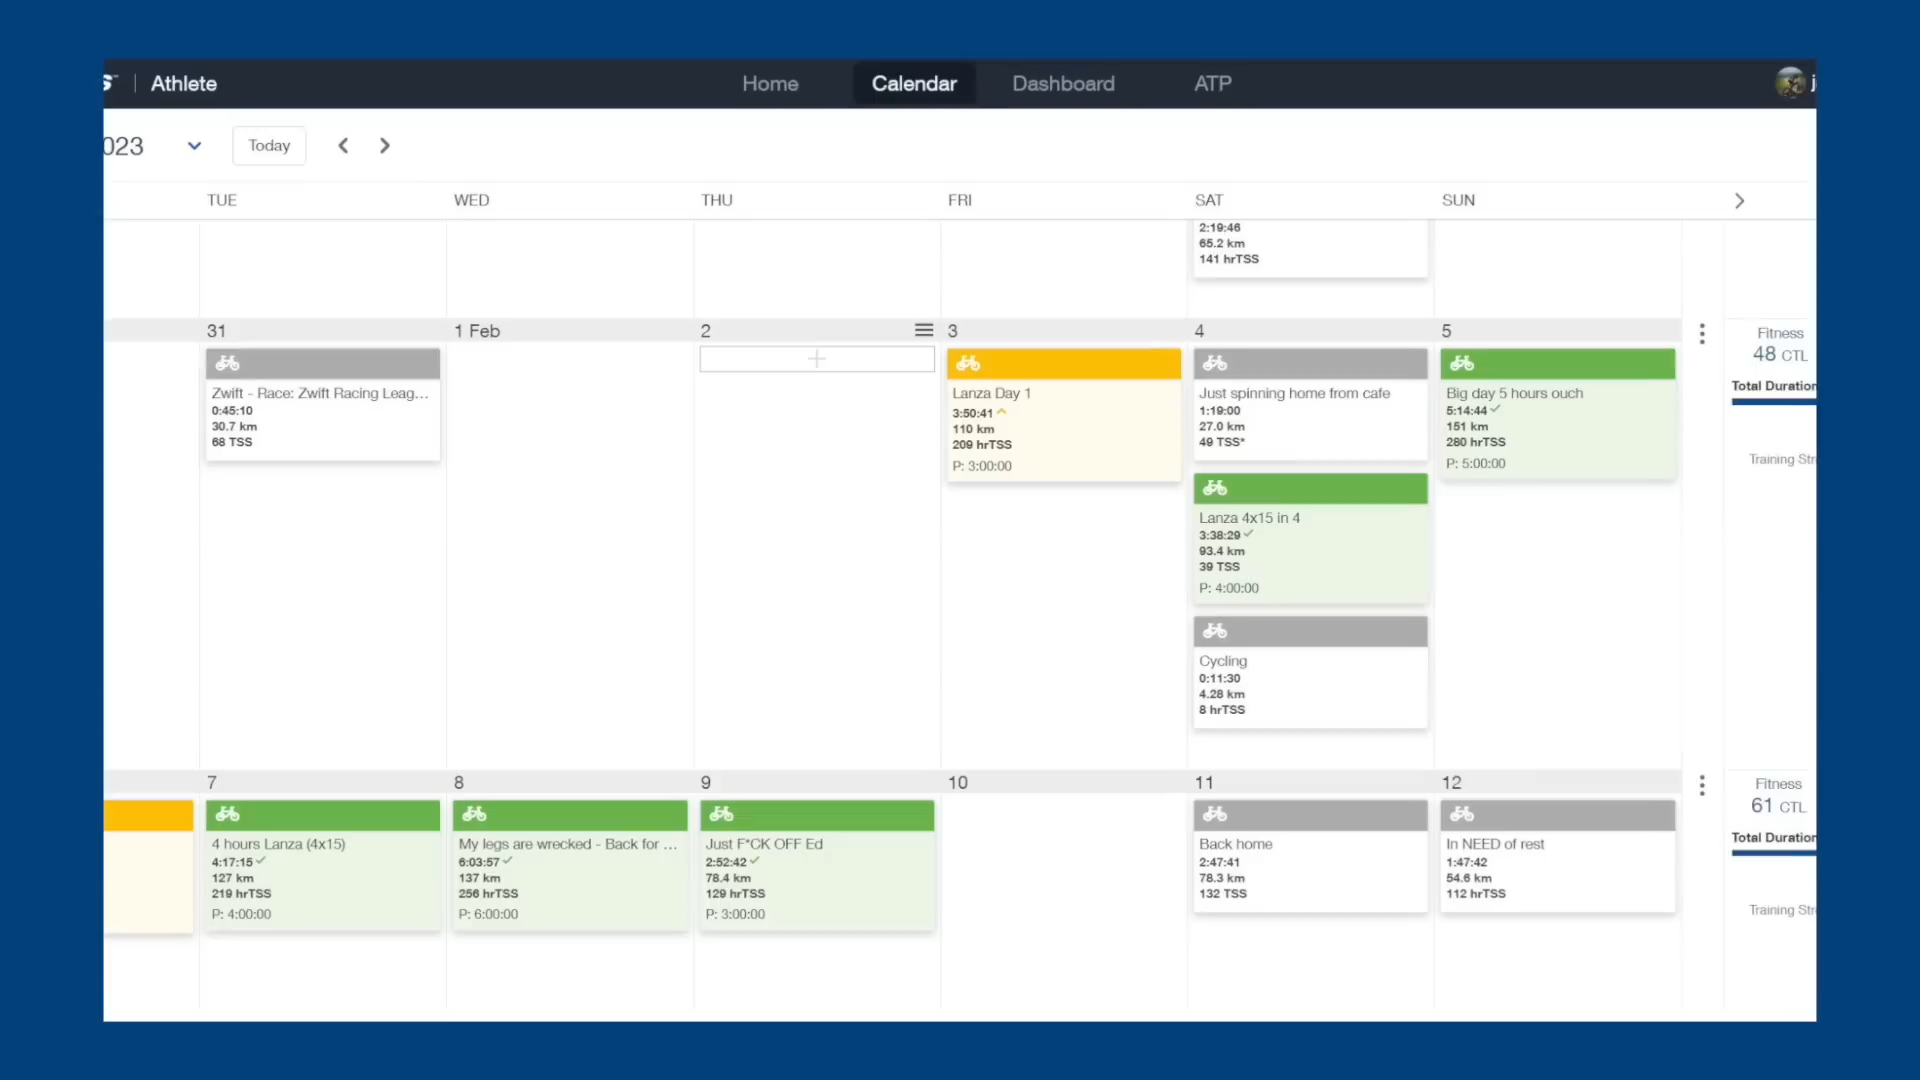 s™ | Athlete
Home
Calendar
Dashboard
ATP
j
023
Today
TUE
WED
THU
FRI
SAT
SUN
2:19:46
65.2 km
141 hrTSS
31
1 Feb
2
3
4
5
Zwift - Race: Zwift Racing Leag...
0:45:10
30.7 km
68 TSS
Lanza Day 1
3:50:41
110 km
209 hrTSS
P: 3:00:00
Just spinning home from cafe
1:19:00
27.0 km
49 TSS*
Lanza 4x15 in 4
3:38:29
93.4 km
39 TSS
P: 4:00:00
Cycling
0:11:30
4.28 km
8 hrTSS
Big day 5 hours ouch
5:14:44
151 km
280 hrTSS
P: 5:00:00
Fitness
48 CTL
Total Duration
Training Str
7
8
9
10
11
12
4 hours Lanza (4x15)
4:17:15
127 km
219 hrTSS
P: 4:00:00
My legs are wrecked - Back for ...
6:03:57
137 km
256 hrTSS
P: 6:00:00
Just F*CK OFF Ed
2:52:42
78.4 km
129 hrTSS
P: 3:00:00
Back home
2:47:41
78.3 km
132 TSS
In NEED of rest
1:47:42
54.6 km
112 hrTSS
Fitness
61 CTL
Total Duration
Training Str